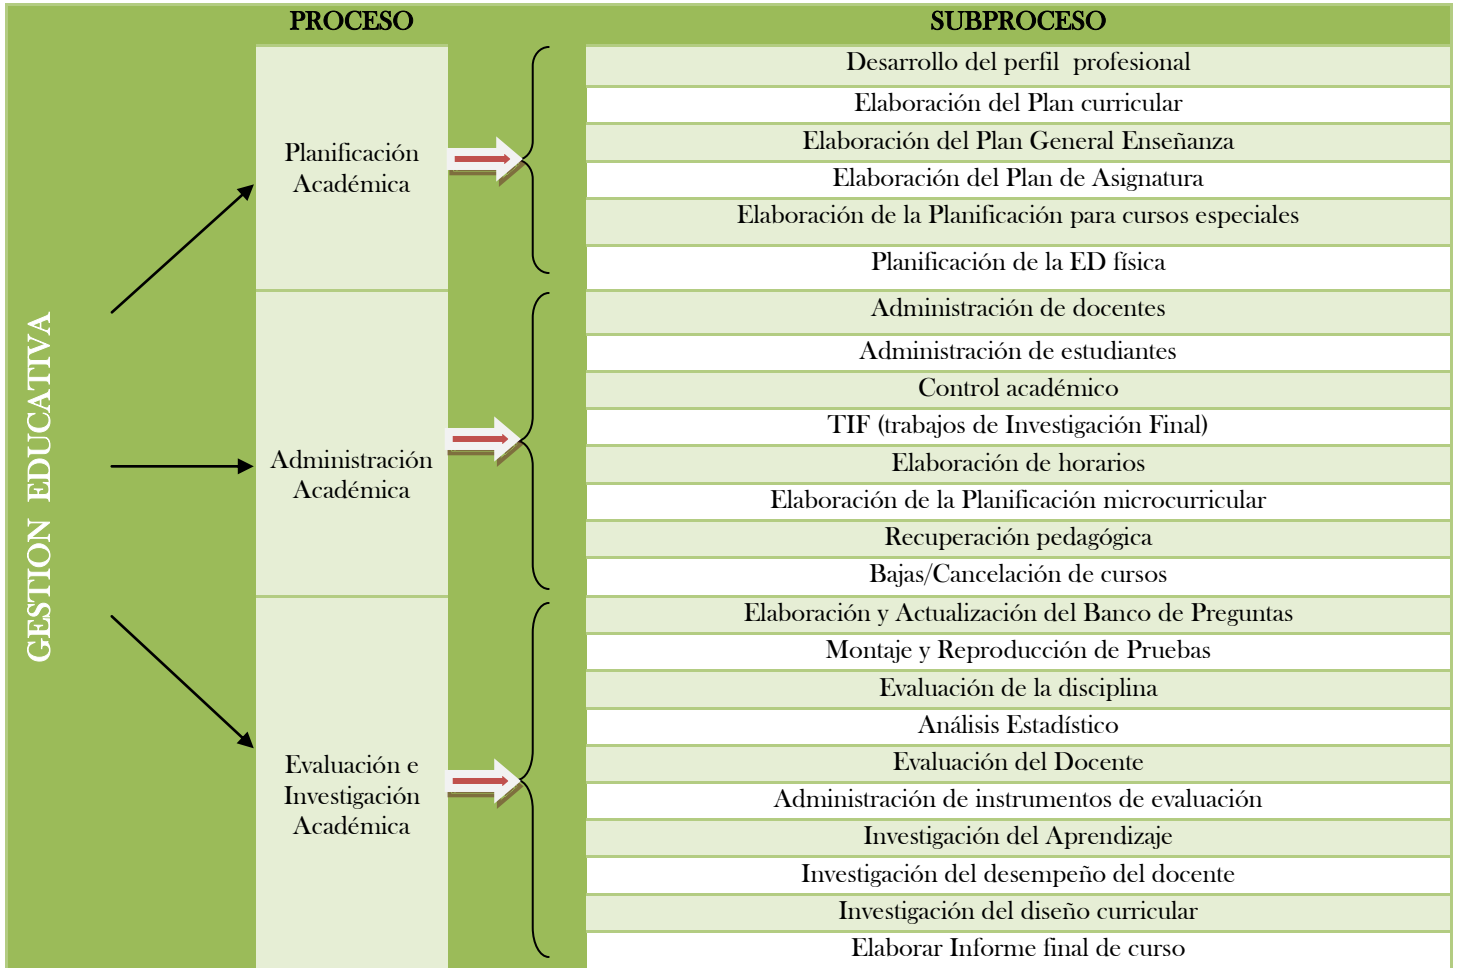 PROCESO
SUBPROCESO
GESTION EDUCATIVA
Planificación
Académica
Desarrollo del perfil profesional
Elaboración del Plan curricular
Elaboración del Plan General Enseñanza
Elaboración del Plan de Asignatura
Elaboración de la Planificación para cursos especiales
Planificación de la ED física
Administración
Académica
Administración de docentes
Administración de estudiantes
Control académico
TIF (trabajos de Investigación Final)
Elaboración de horarios
Elaboración de la Planificación microcurricular
Recuperación pedagógica
Bajas/Cancelación de cursos
Evaluación e
Investigación
Académica
Elaboración y Actualización del Banco de Preguntas
Montaje y Reproducción de Pruebas
Evaluación de la disciplina
Análisis Estadístico
Evaluación del Docente
Administración de instrumentos de evaluación
Investigación del Aprendizaje
Investigación del desempeño del docente
Investigación del diseño curricular
Elaborar Informe final de curso